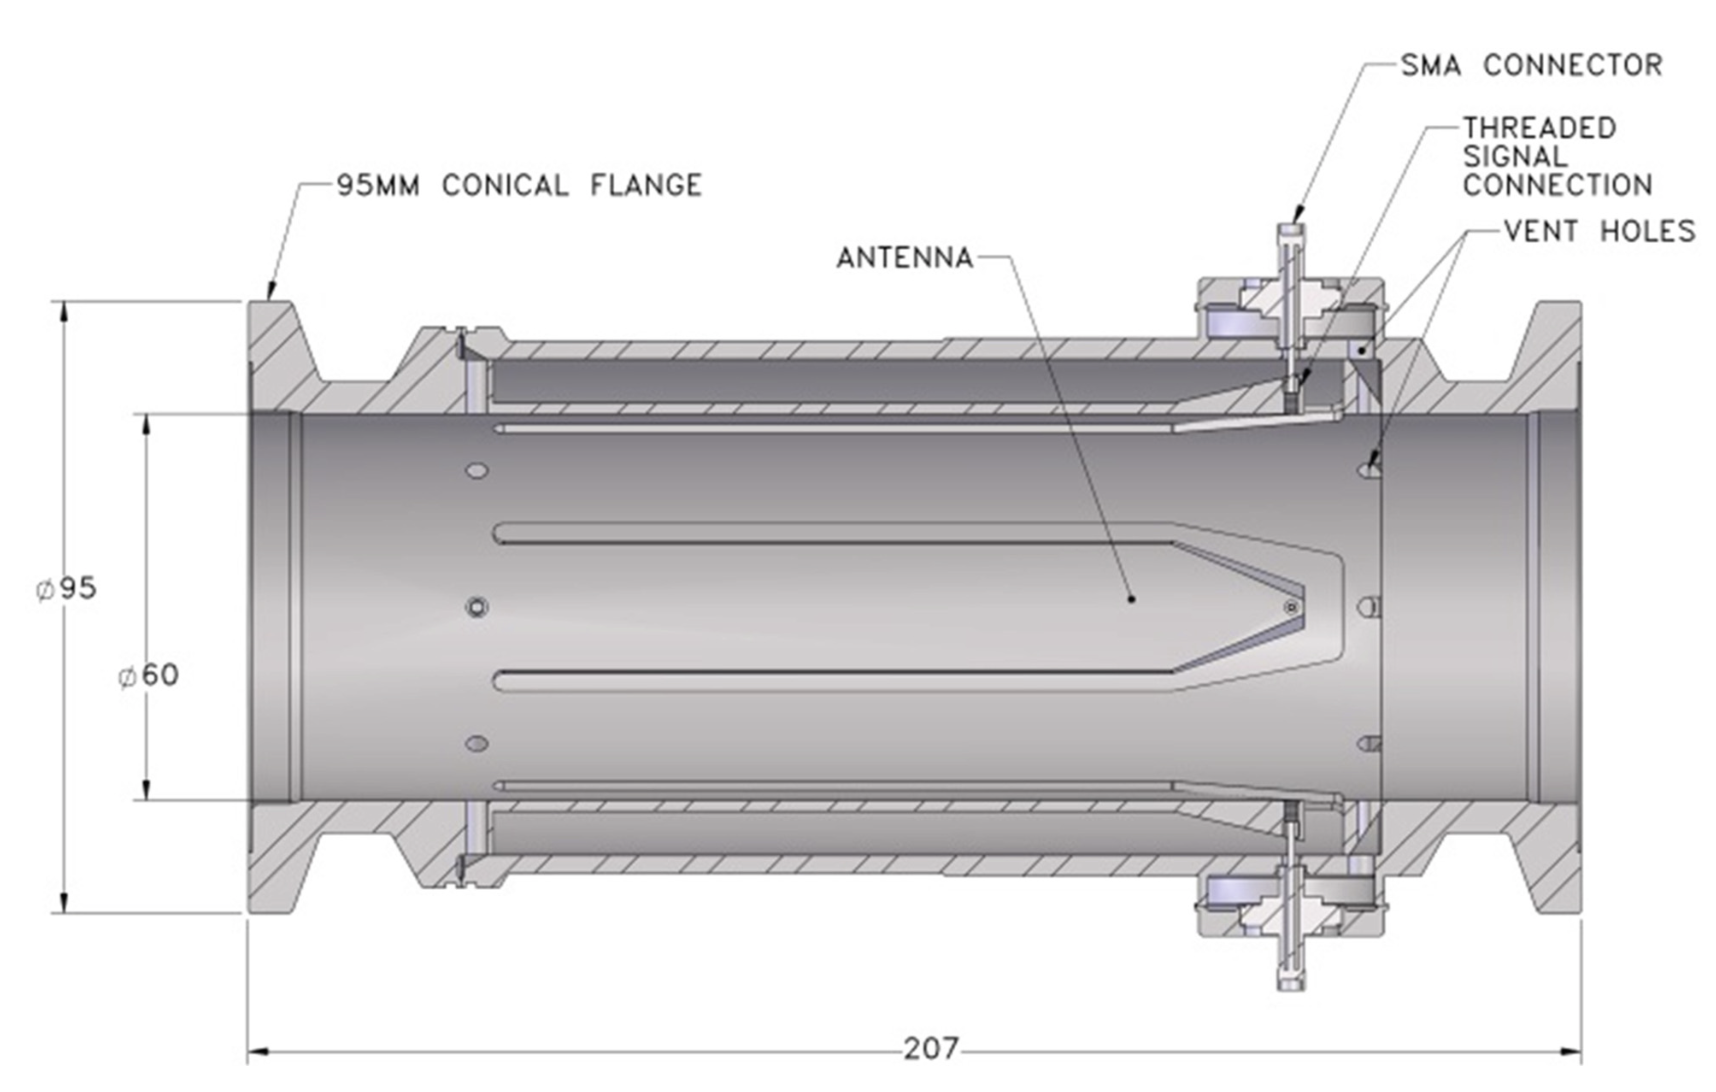 SMA CONNECTOR
THREADED
SIGNAL
CONNECTION
95MM CONICAL FLANGE
VENT HOLES
ANTENNA
⌀95
⌀60
207